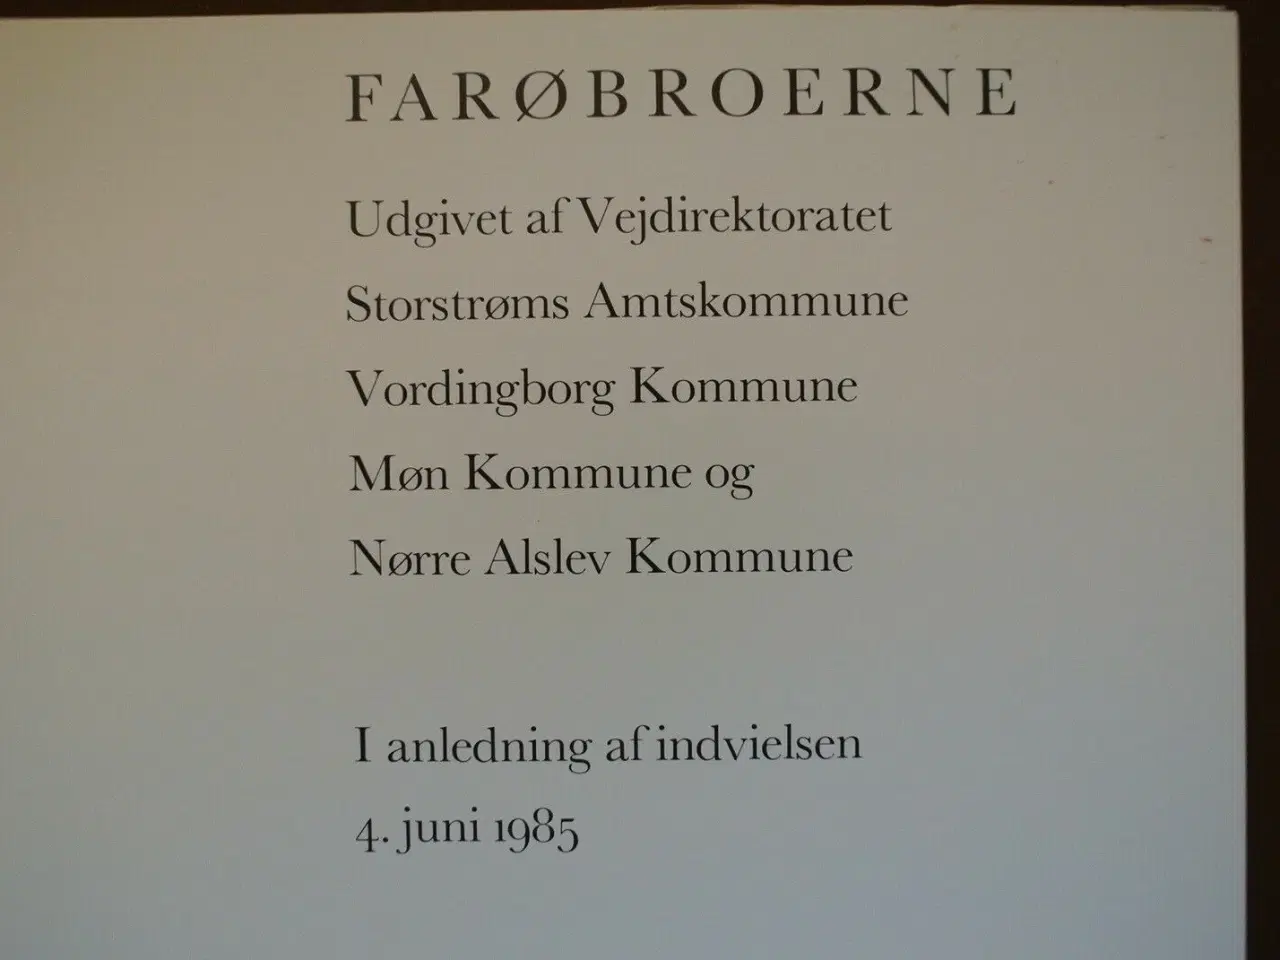 FARØBROERNE
Udgivet af Vejdirektoratet
Storstrøms Amtskommune
Vordingborg Kommune
Møn Kommune og
Nørre Alslev Kommune
I anledning af indvielsen
4. juni 1985